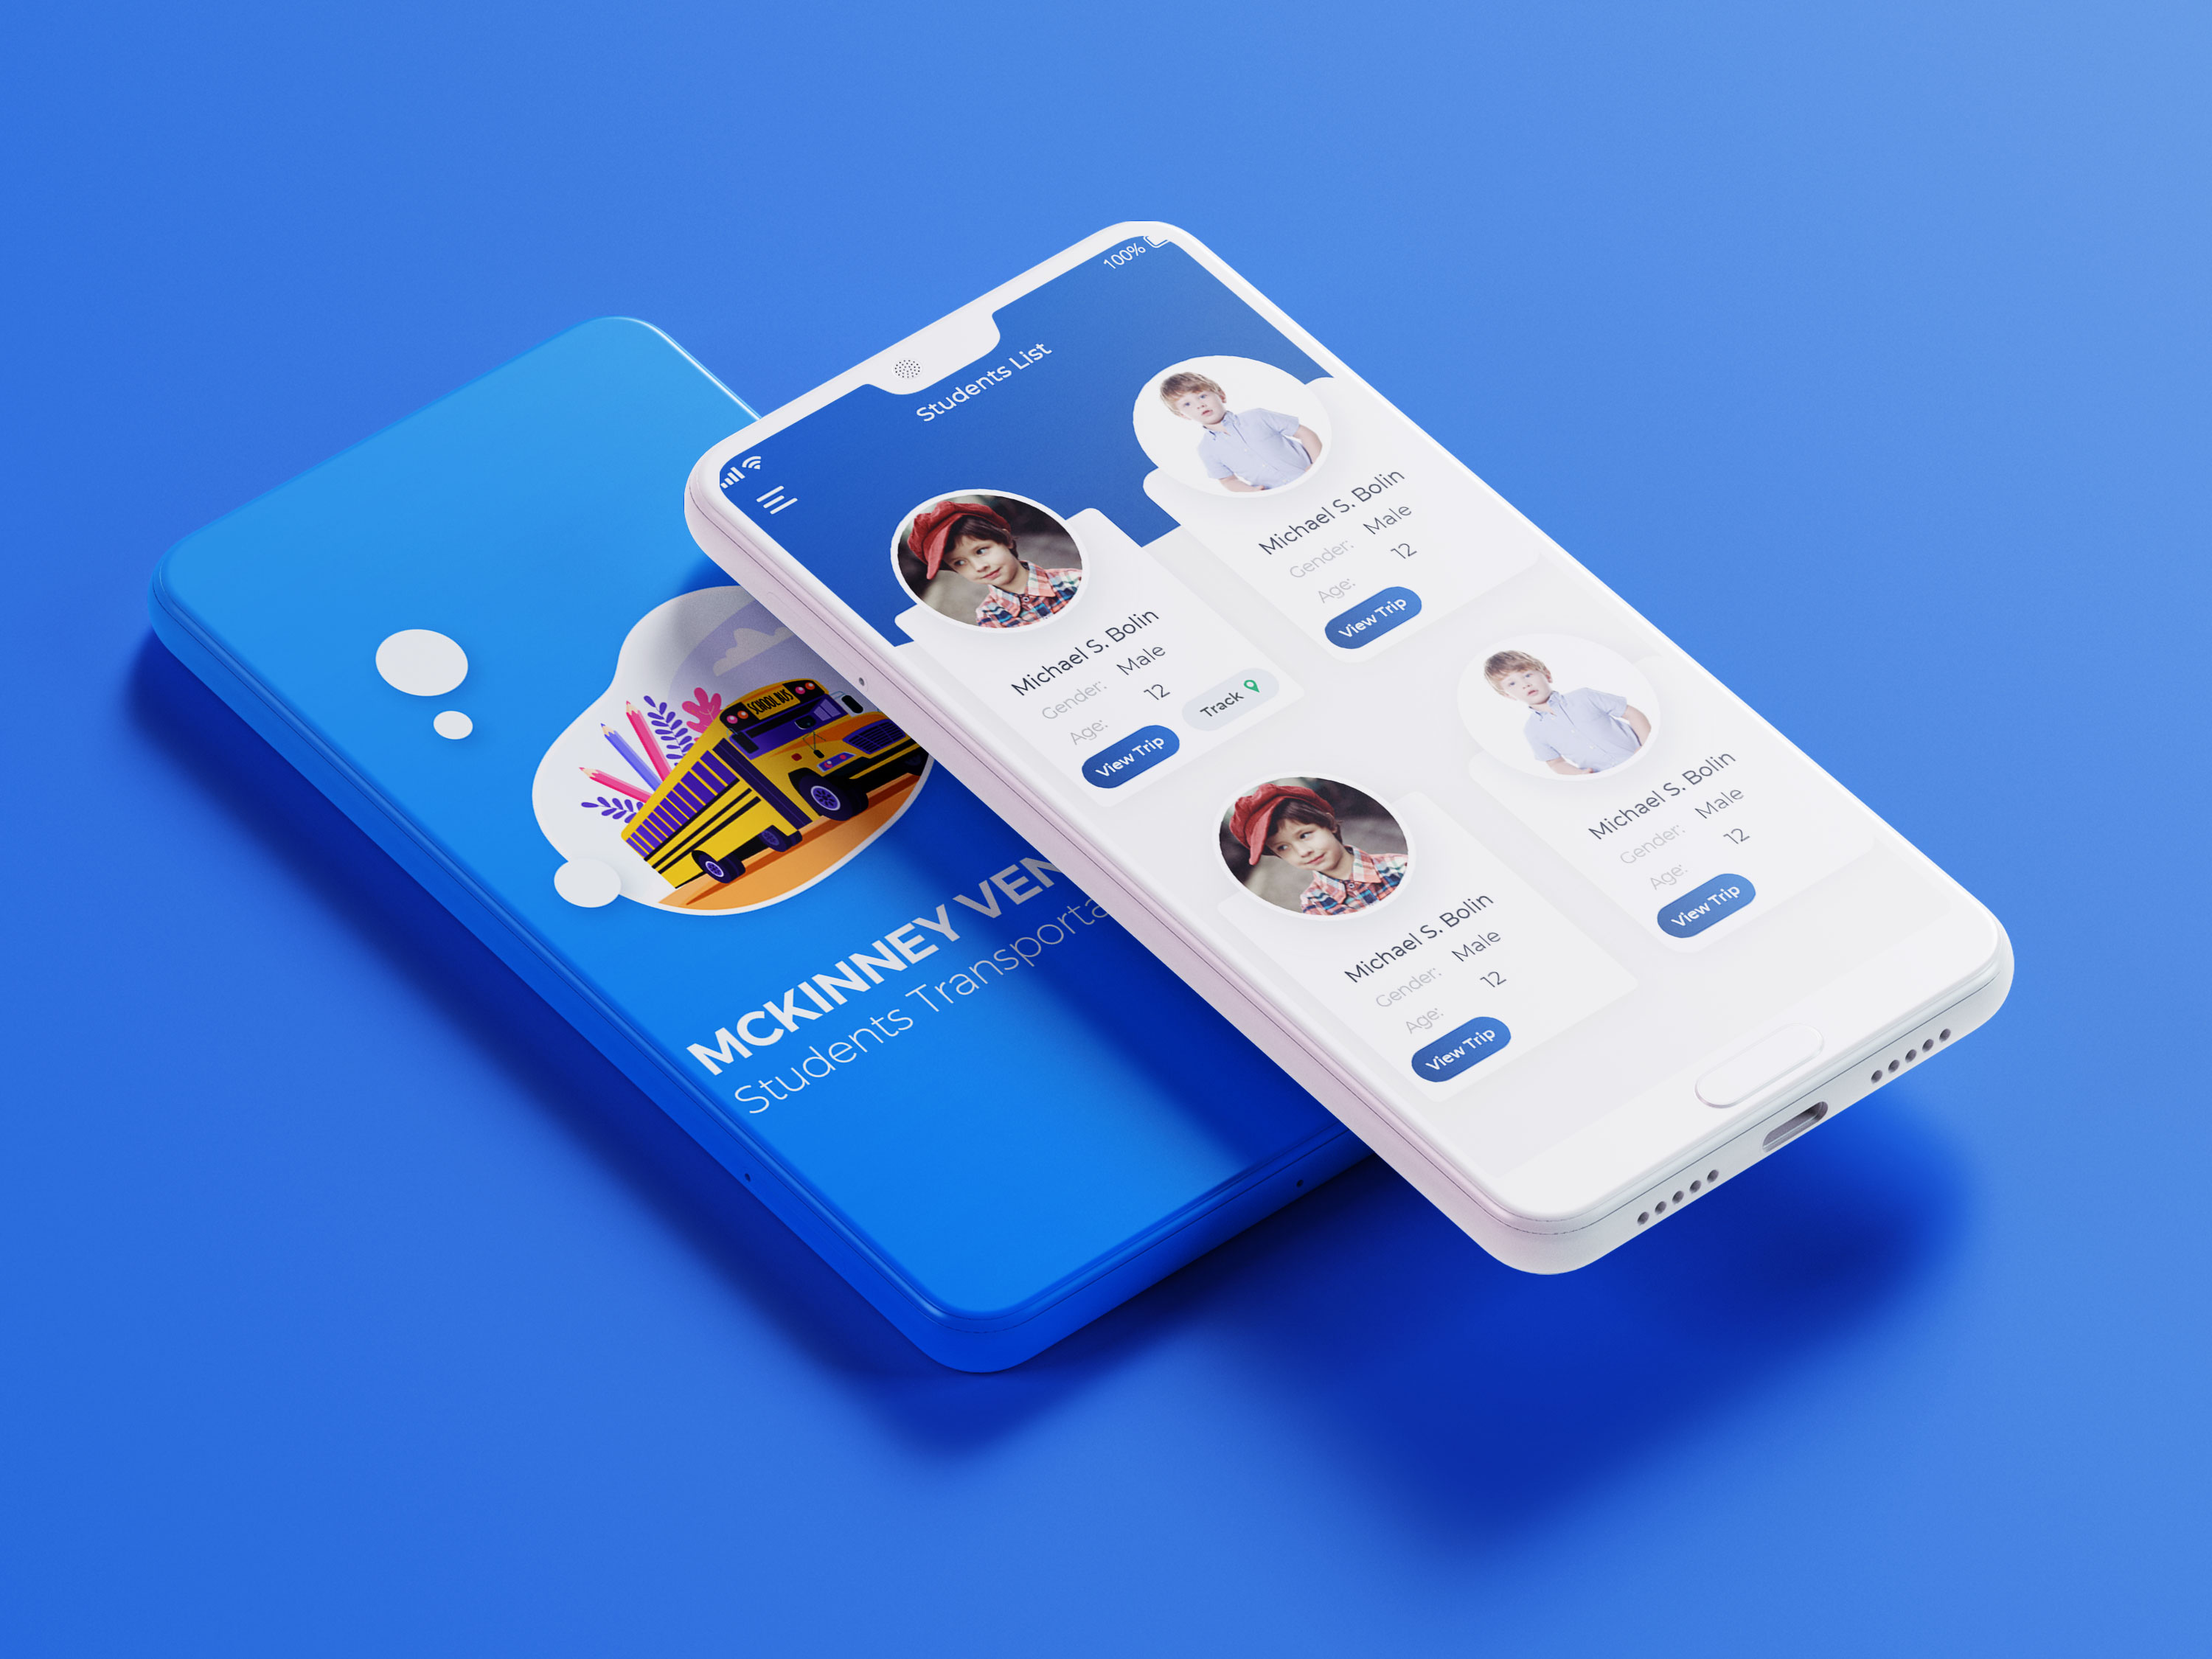 100%
Students List
Michael S. Bolin
Gender: Male
Age: 12
View Trip
Track
Michael S. Bolin
Gender: Male
Age: 12
View Trip
Michael S. Bolin
Gender: Male
Age: 12
View Trip
Michael S. Bolin
Gender: Male
Age: 12
View Trip
SCHOOL BUS
MCKINNEY VEN
Students Transporta